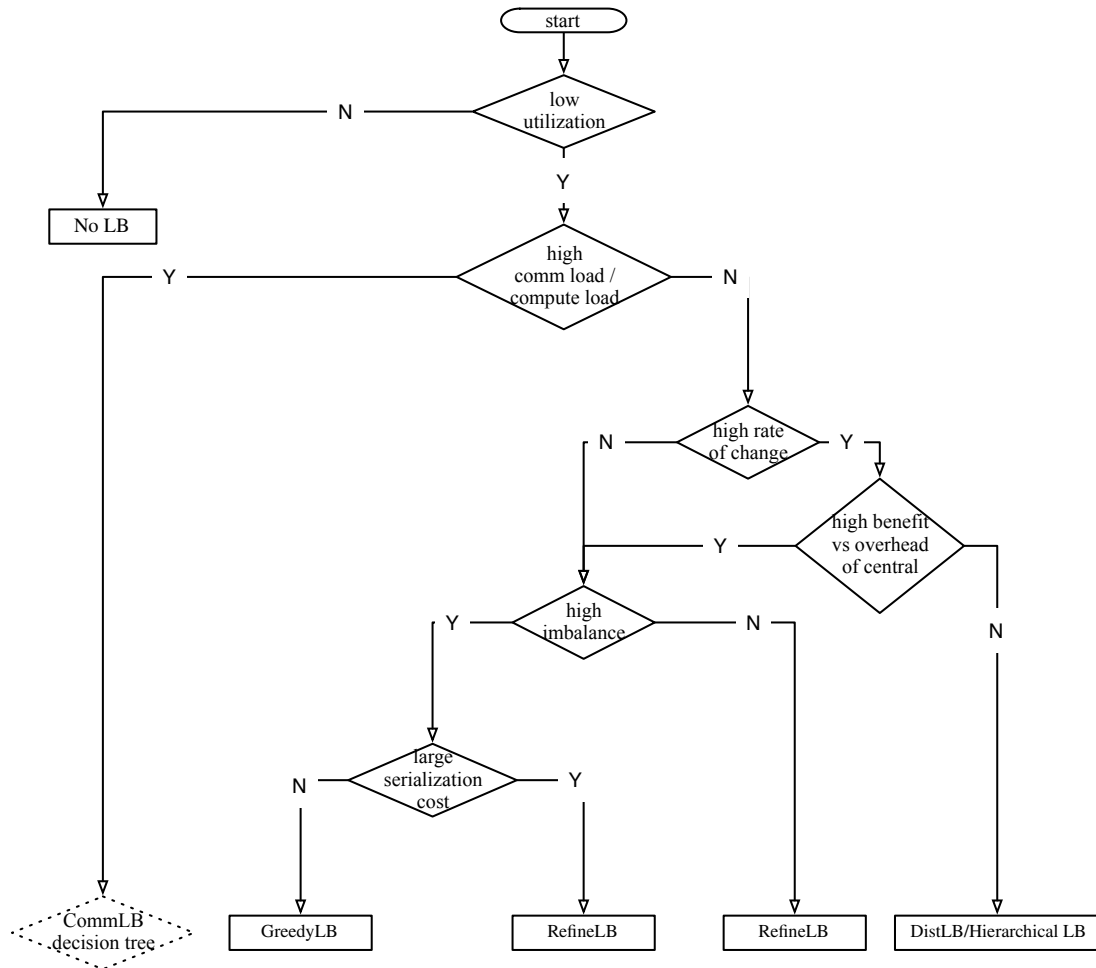 start
low
utilization
N
Y
No LB
high
comm load /
compute load
Y
N
high rate
of change
N
Y
high benefit
vs overhead
of central
Y
N
high
imbalance
Y
N
large
serialization
cost
N
Y
CommLB
decision tree
GreedyLB
RefineLB
RefineLB
DistLB/Hierarchical LB